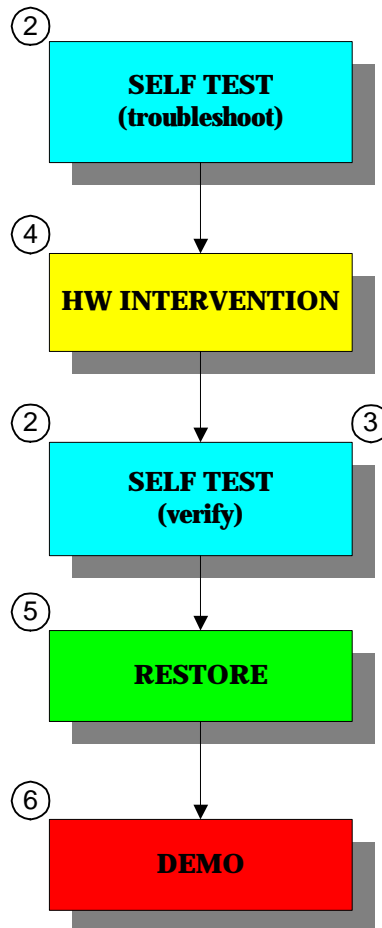 2
SELF TEST
(troubleshoot)
4
HW INTERVENTION
2
3
SELF TEST
(verify)
5
RESTORE
6
DEMO